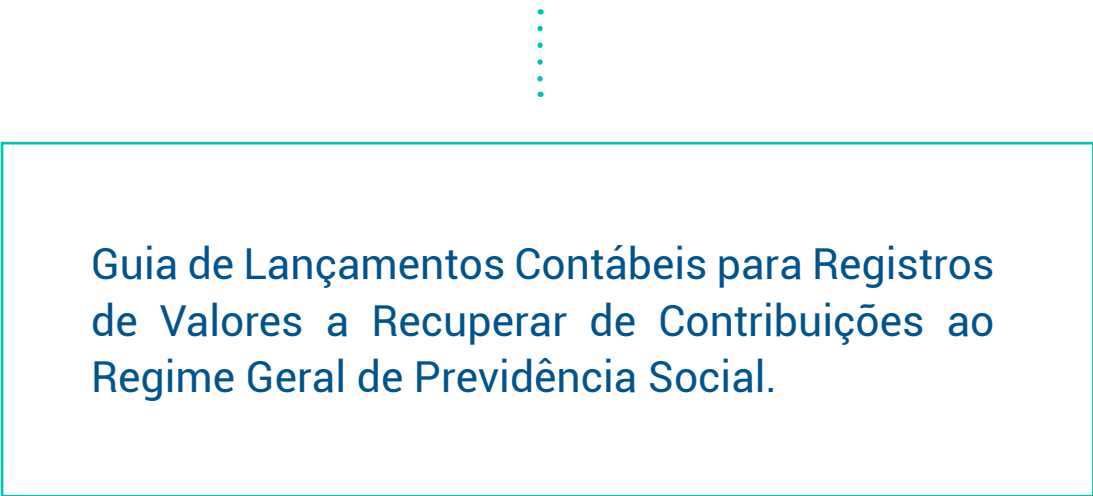 Guia de Lançamentos Contábeis para Registros
de Valores a Recuperar de Contribuições ao
Regime Geral de Previdência Social.